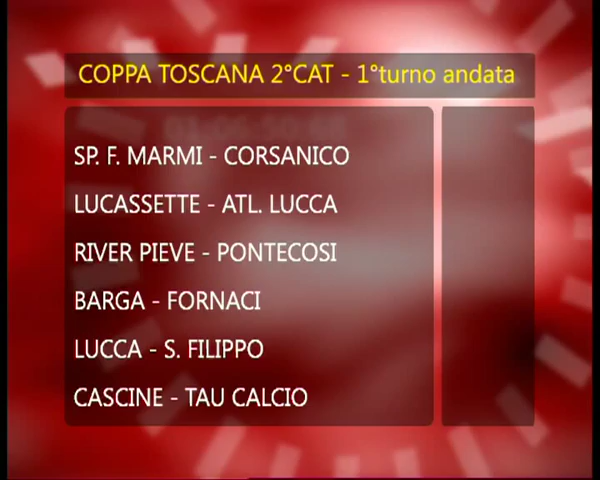 COPPA TOSCANA 2°CAT - 1°turno andata
SP. F. MARMI - CORSANICO
LUCASSETTE - ATL. LUCCA
RIVER PIEVE - PONTECOSI
BARGA - FORNACI
LUCCA - S. FILIPPO
CASCINE - TAU CALCIO